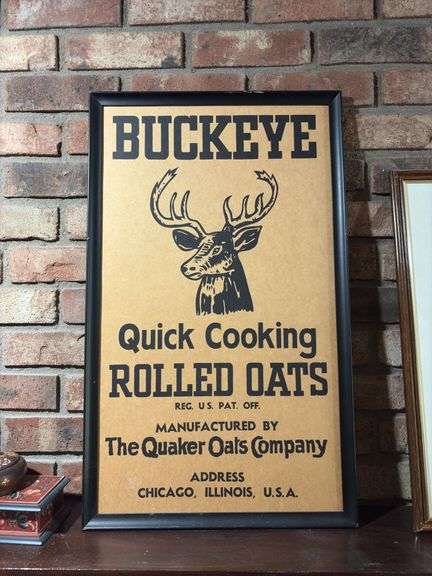 BUCKEYE
Quick Cooking
ROLLED OATS
REG. U.S. PAT. OFF.
MANUFACTURED BY
The Quaker Oats Company
ADDRESS
CHICAGO, ILLINOIS, U.S.A.